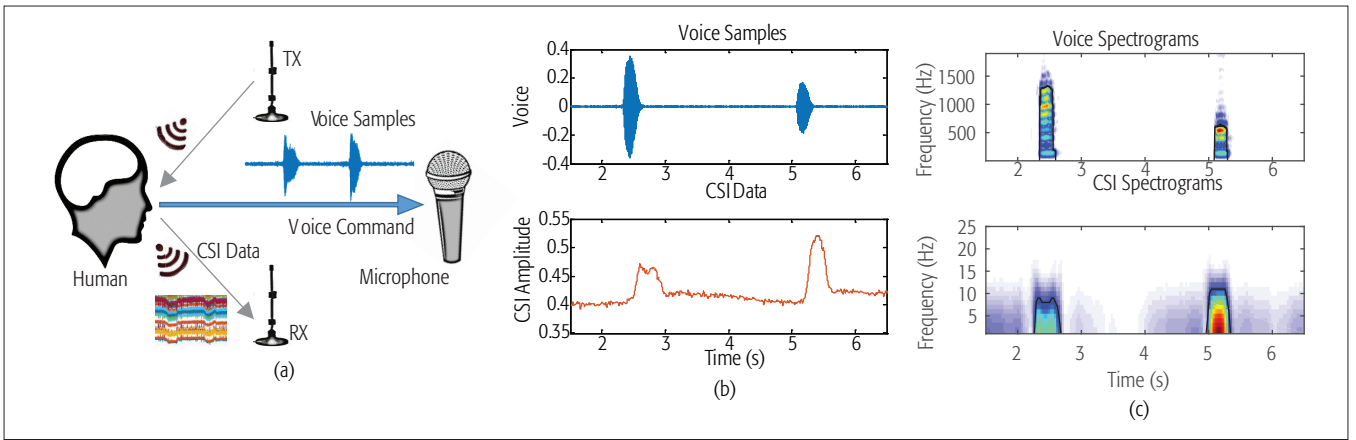 TX
Voice Samples
Voice Command
CSI Data
Human
Microphone
RX
(a)
Voice Samples
Voice
0.4
0.2
0
-0.2
-0.4
2 3 4 5 6
CSI Data
CSI Amplitude
0.55
0.5
0.45
0.4
0.35
2 3 4 5 6
Time (s)
(b)
Voice Spectrograms
Frequency (Hz)
1500
1000
500
2 3 4 5 6
CSI Spectrograms
Frequency (Hz)
25
20
15
10
5
2 3 4 5 6
Time (s)
(c)